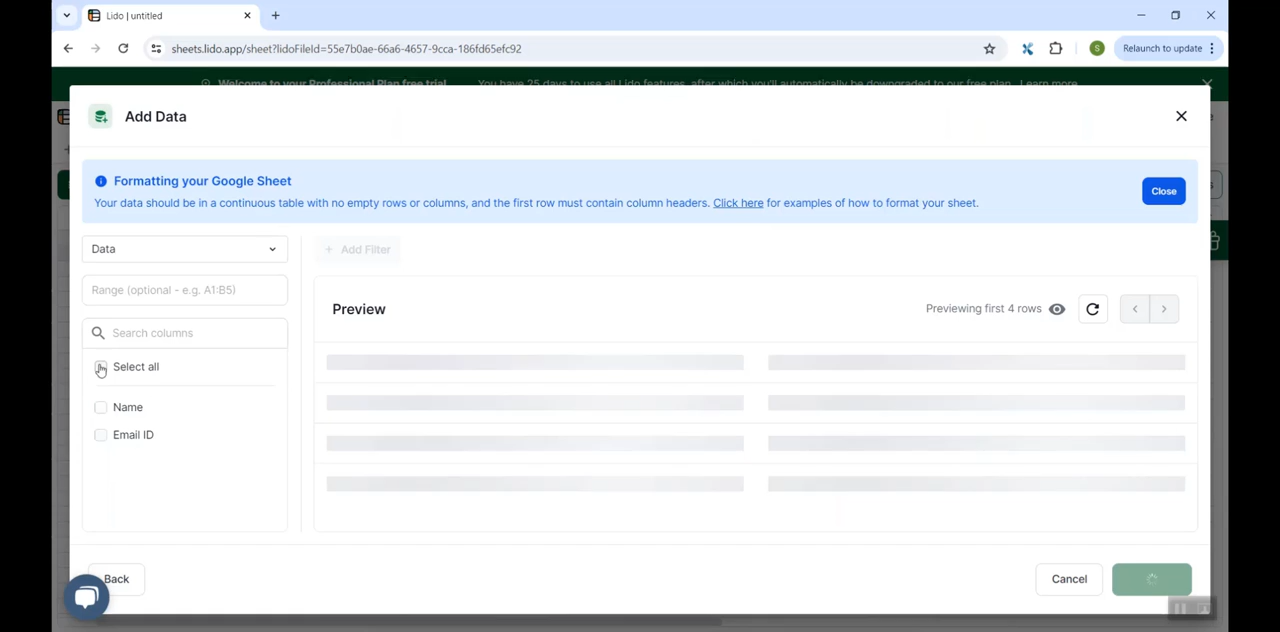 Lido | untitled
sheets.lido.app/sheet?lidoFileId=55e7b0ae-66a6-4657-9cca-186fd65efc92
S
Relaunch to update
Welcome to your Professional Plan free trial You have 25 days to use all Lido features, after which you'll automatically be downgraded to our free plan. Learn more
Add Data
Formatting your Google Sheet
Your data should be in a continuous table with no empty rows or columns, and the first row must contain column headers. Click here for examples of how to format your sheet.
Close
Data
+ Add Filter
Range (optional - e.g. A1:B5)
Preview
Previewing first 4 rows
Search columns
Select all
Name
Email ID
Back
Cancel